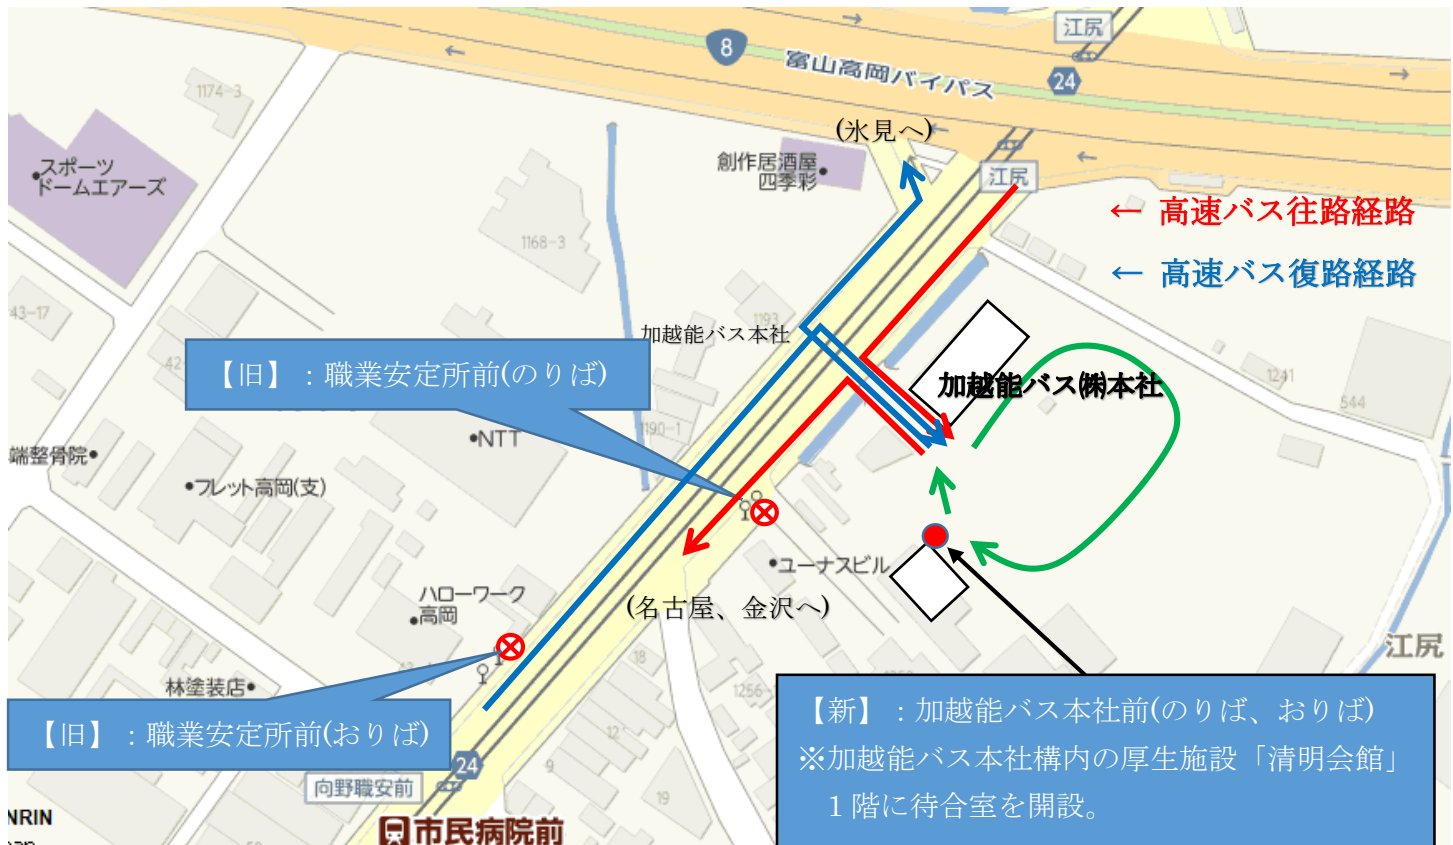 江尻
8
富山高岡バイパス
24
1174-3
(氷見へ)
創作居酒屋
四季彩
江尻
スポーツ
ドームエアーズ
← 高速バス往路経路
1168-3
← 高速バス復路経路
43-17
1193
加越能バス本社
【旧】：職業安定所前(のりば)
42-
加越能バス㈱本社
1241
544
1190-1
NTT
端整骨院
フレット高岡(支)
ユーナスビル
ハローワーク
高岡
(名古屋、金沢へ)
江尻
18
林塗装店
1256-
【新】：加越能バス本社前(のりば、おりば)
※加越能バス本社構内の厚生施設「清明会館」
１階に待合室を開設。
【旧】：職業安定所前(おりば)
12
24
9
向野職安前
19
NRIN
市民病院前